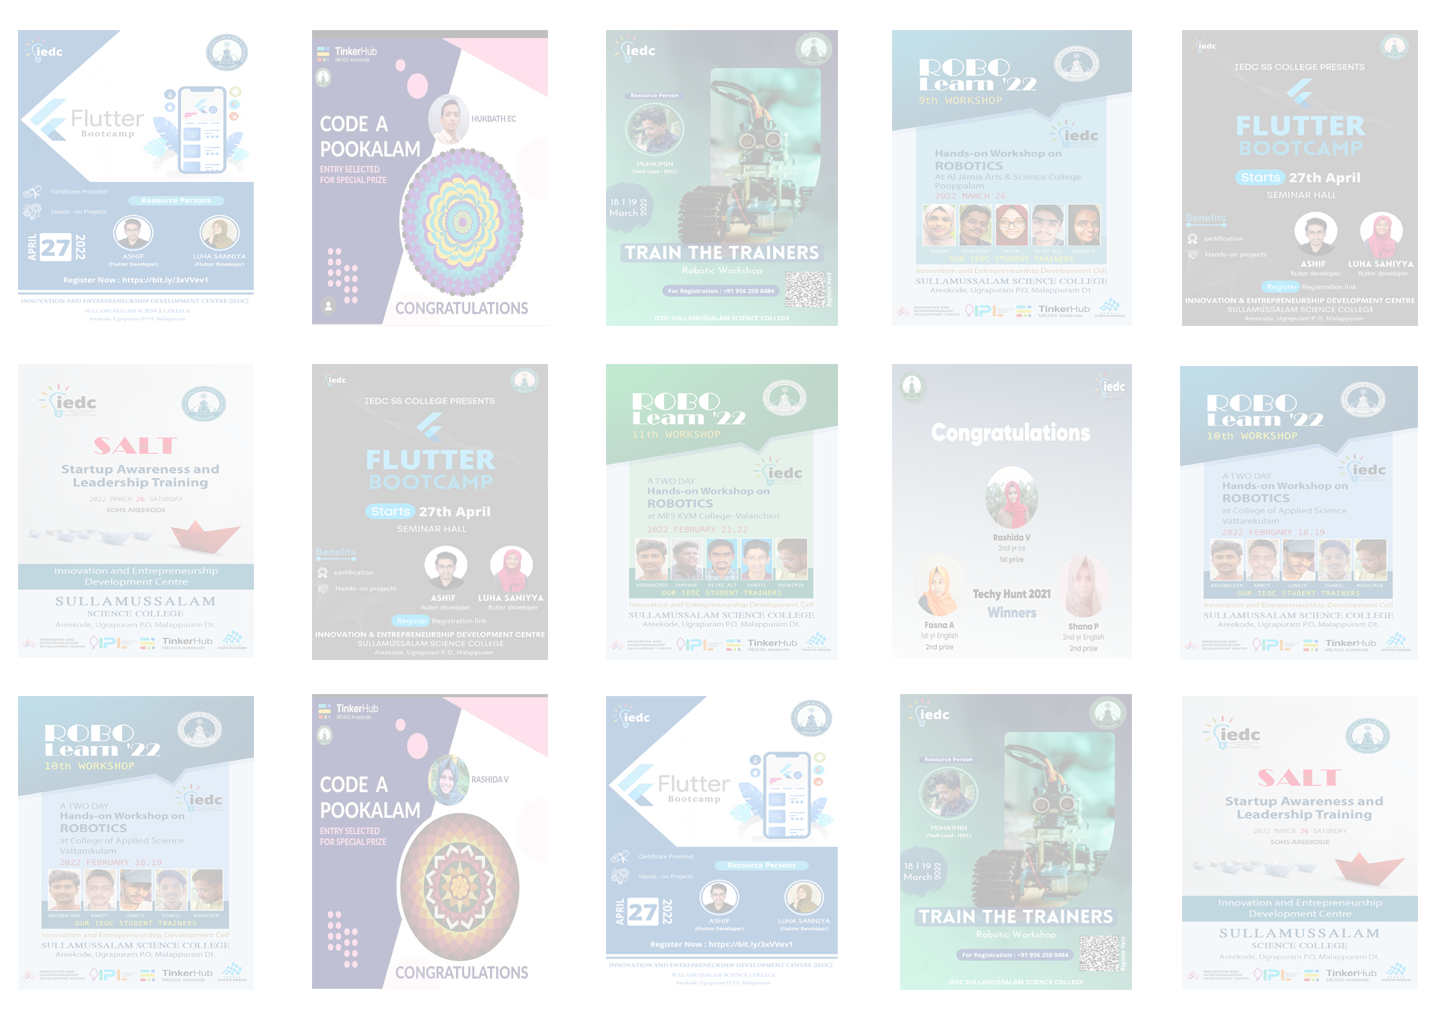 iedc
Flutter
Bootcamp
Certificate Provided
Hands - on Projects
Resource Persons
APRIL
27
2022
ASHIF
(Flutter Developer)
LUHA SANNIYA
(Flutter Developer)
Register Now : https://bit.ly/3xVVev1
INNOVATION AND ENTREPRENEURSHIP DEVELOPMENT CENTRE (IEDC)
SULLAMUSSALAM SCIENCE COLLEGE
Areekode, Ugrapuram
TinkerHub
CODE A
POOKALAM
HUKBATH EC
ENTRY SELECTED
FOR SPECIAL PRIZE
CONGRATULATIONS
iedc
Resource Person
MUHAIMIN
(Tech Lead - IEDC)
18 | 19
March
2022
TRAIN THE TRAINERS
Robotic Workshop
For Registration : +91 956 259 0484
Register Here
IEDC SULLAMUSSALAM SCIENCE COLLEGE
ROBO
Learn '22
9th WORKSHOP
iedc
Hands-on Workshop on
ROBOTICS
At Al Jamia Arts & Science College
Pooppalam
2022 MARCH 26
OUR IEDC STUDENT TRAINERS
Innovation and Entrepreneurship Development Cell
SULLAMUSSALAM SCIENCE COLLEGE
Areekode, Ugrapuram P.O, Malappuram Dt.
IPI
TinkerHub
iedc
IEDC SS COLLEGE PRESENTS
FLUTTER
BOOTCAMP
Starts 27th April
SEMINAR HALL
Benefits
certification
Hands-on projects
ASHIF
flutter developer
LUHA SANIYYA
flutter developer
Register Registration link
INNOVATION & ENTREPRENEURSHIP DEVELOPMENT CENTRE
SULLAMUSSALAM SCIENCE COLLEGE
Areekode, Ugrapuram P.O, Malappuram
iedc
SALT
Startup Awareness and
Leadership Training
2022 MARCH 26 SATURDAY
SOHS AREEKODE
Innovation and Entrepreneurship
Development Centre
SULLAMUSSALAM
SCIENCE COLLEGE
Areekode, Ugrapuram P.O, Malappuram Dt.
IPI
TinkerHub
iedc
IEDC SS COLLEGE PRESENTS
FLUTTER
BOOTCAMP
Starts 27th April
SEMINAR HALL
Benefits
certification
Hands-on projects
ASHIF
flutter developer
LUHA SANIYYA
flutter developer
Register Registration link
INNOVATION & ENTREPRENEURSHIP DEVELOPMENT CENTRE
SULLAMUSSALAM SCIENCE COLLEGE
Areekode, Ugrapuram P.O, Malappuram
ROBO
Learn '22
11th WORKSHOP
iedc
A TWO DAY
Hands-on Workshop on
ROBOTICS
at MES KVM College- Valancheri
2022 FEBRUARY 21,22
OUR IEDC STUDENT TRAINERS
Innovation and Entrepreneurship Development Cell
SULLAMUSSALAM SCIENCE COLLEGE
Areekode, Ugrapuram P.O, Malappuram Dt.
IPI
TinkerHub
iedc
Congratulations
Rashida V
2nd yr cs
1st prize
Techy Hunt 2021
Winners
Fasna A
1st yr English
2nd prize
Shana P
2nd yr English
2nd prize
ROBO
Learn '22
10th WORKSHOP
iedc
A TWO DAY
Hands-on Workshop on
ROBOTICS
at College of Applied Science
Vattamkulam
2022 FEBRUARY 18,19
OUR IEDC STUDENT TRAINERS
Innovation and Entrepreneurship Development Cell
SULLAMUSSALAM SCIENCE COLLEGE
Areekode, Ugrapuram P.O, Malappuram Dt.
IPI
TinkerHub
ROBO
Learn '22
10th WORKSHOP
iedc
A TWO DAY
Hands-on Workshop on
ROBOTICS
at College of Applied Science
Vattamkulam
2022 FEBRUARY 18,19
OUR IEDC STUDENT TRAINERS
Innovation and Entrepreneurship Development Cell
SULLAMUSSALAM SCIENCE COLLEGE
Areekode, Ugrapuram P.O, Malappuram Dt.
IPI
TinkerHub
TinkerHub
CODE A
POOKALAM
RASHIDA V
ENTRY SELECTED
FOR SPECIAL PRIZE
CONGRATULATIONS
iedc
Flutter
Bootcamp
Certificate Provided
Hands - on Projects
Resource Persons
APRIL
27
2022
ASHIF
(Flutter Developer)
LUHA SANNIYA
(Flutter Developer)
Register Now : https://bit.ly/3xVVev1
INNOVATION AND ENTREPRENEURSHIP DEVELOPMENT CENTRE (IEDC)
SULLAMUSSALAM SCIENCE COLLEGE
Areekode, Ugrapuram
iedc
Resource Person
MUHAIMIN
(Tech Lead - IEDC)
18 | 19
March
2022
TRAIN THE TRAINERS
Robotic Workshop
For Registration : +91 956 259 0484
Register Here
IEDC SULLAMUSSALAM SCIENCE COLLEGE
iedc
SALT
Startup Awareness and
Leadership Training
2022 MARCH 26 SATURDAY
SOHS AREEKODE
Innovation and Entrepreneurship
Development Centre
SULLAMUSSALAM
SCIENCE COLLEGE
Areekode, Ugrapuram P.O, Malappuram Dt.
IPI
TinkerHub